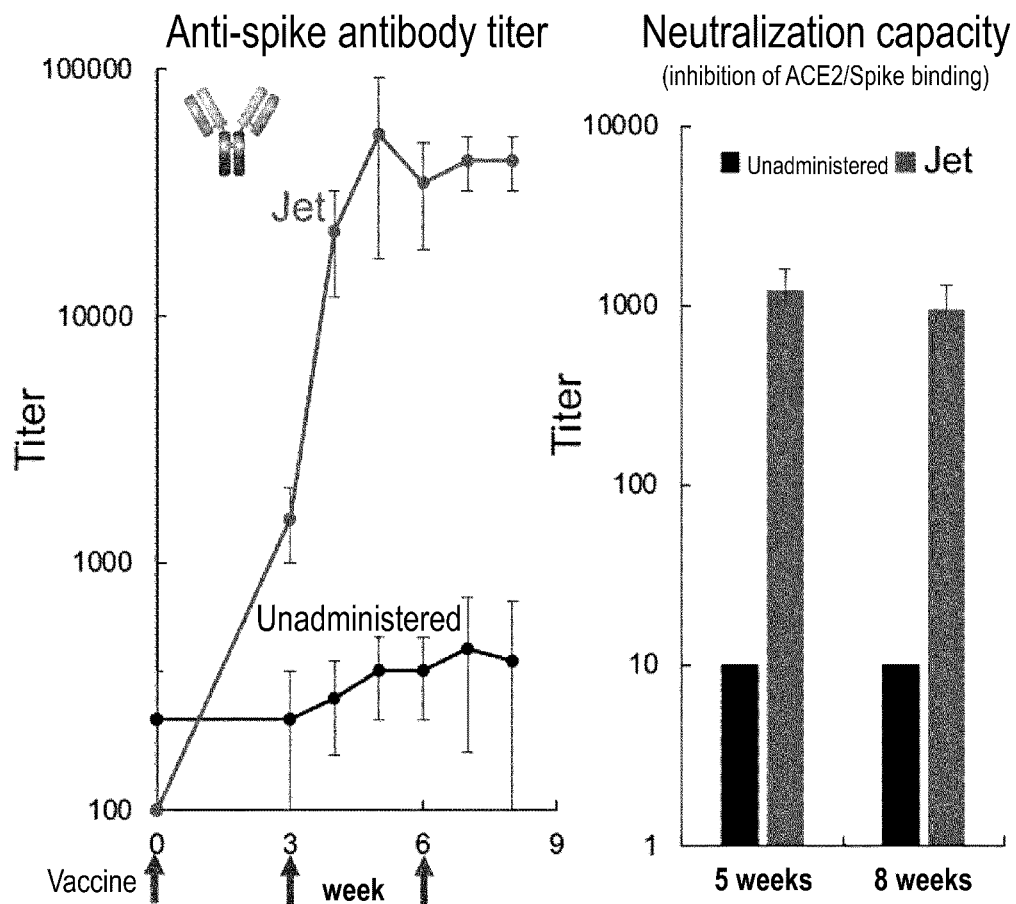 Anti-spike antibody titer
100000
10000
1000
100
Titer
Jet
Unadministered
0 3 6 9
Vaccine week
Neutralization capacity
(inhibition of ACE2/Spike binding)
10000
1000
100
10
1
Titer
Unadministered Jet
5 weeks 8 weeks